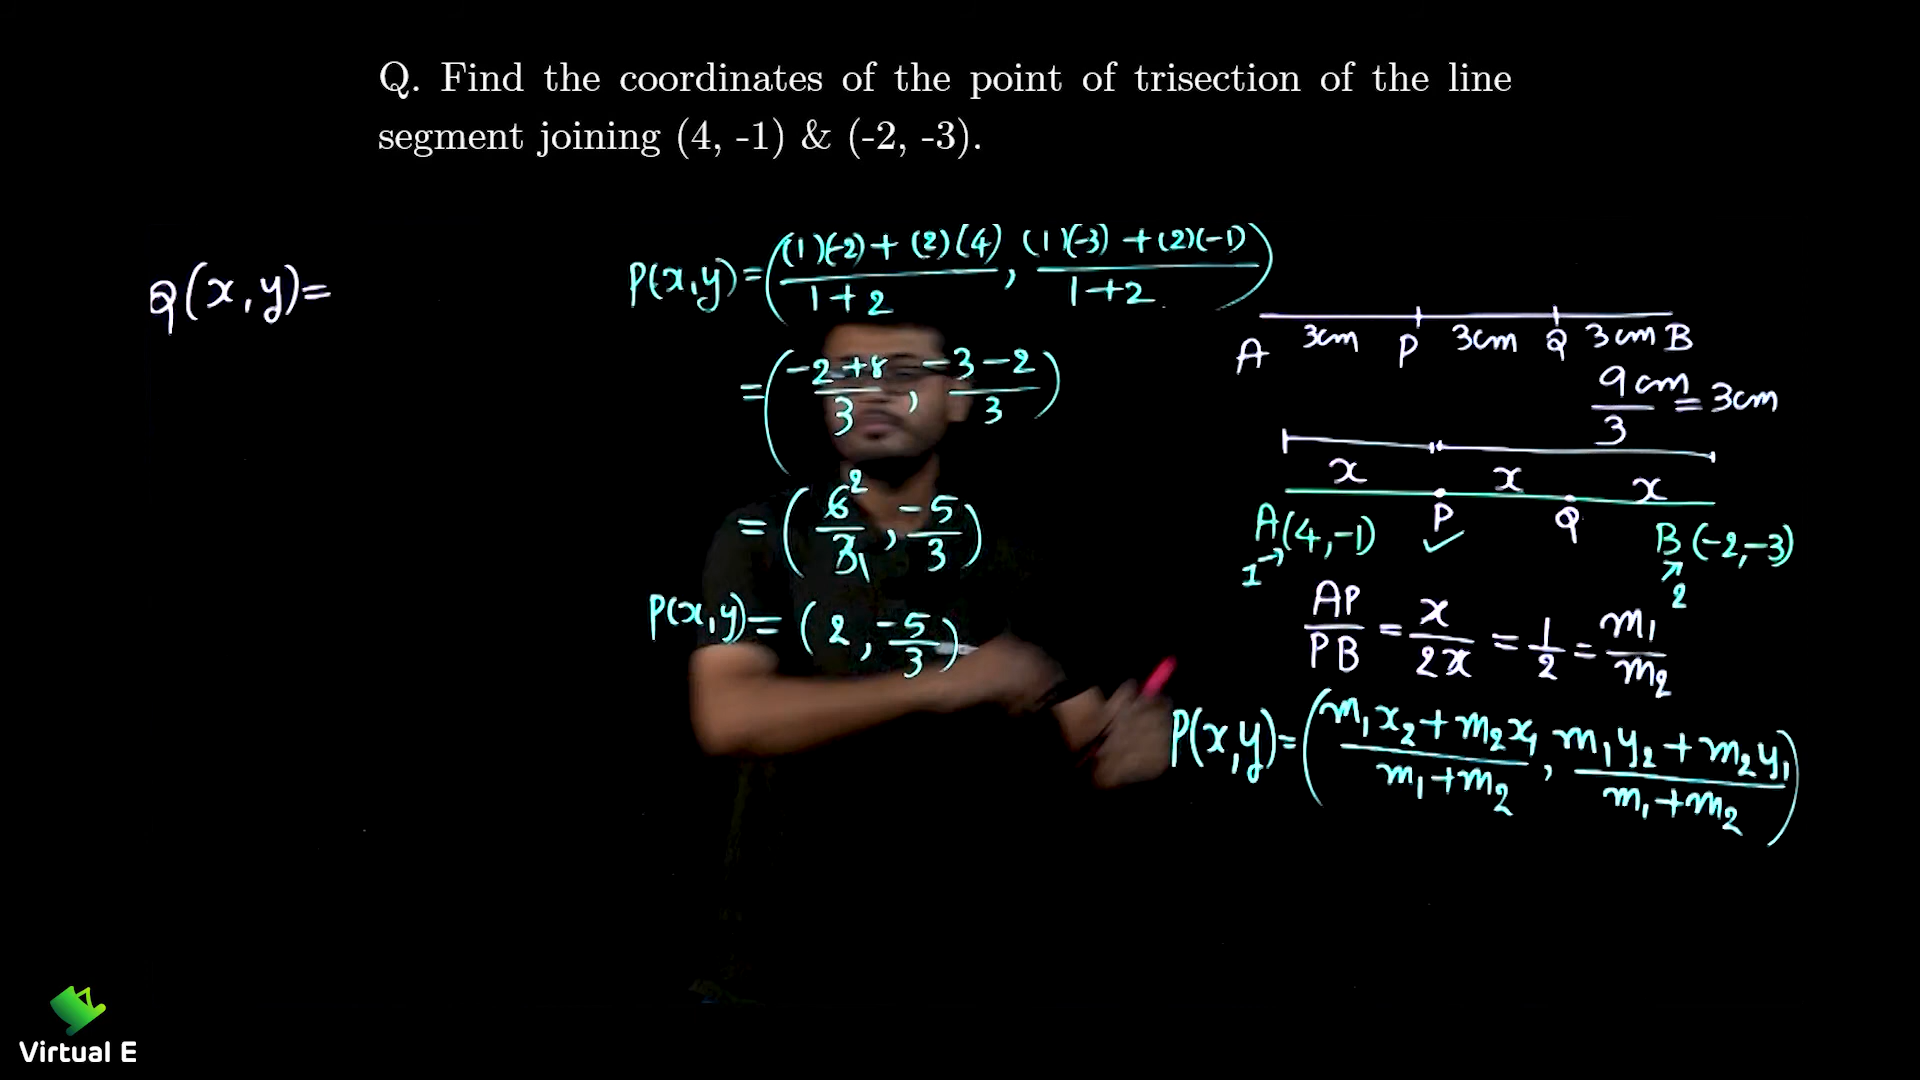 Q. Find the coordinates of the point of trisection of the line
segment joining (4, -1) & (-2, -3).
Q(x,y)=
P(x,y)=((1)(-2)+(2)(4)/1+2, (1)(-3)+(2)(-1)/1+2)
=(-2+8/3, -3-2/3)
=(6²/3₁, -5/3)
P(x,y)=(2, -5/3)
A 3cm P 3cm Q 3cm B
9cm/3=3cm
x x x
A(4,-1) P ✓ Q B(-2,-3)
1→ ↗2
AP/PB=x/2x=1/2=m₁/m₂
P(x,y)=(m₁x₂+m₂x₁/m₁+m₂, m₁y₂+m₂y₁/m₁+m₂)
Virtual E